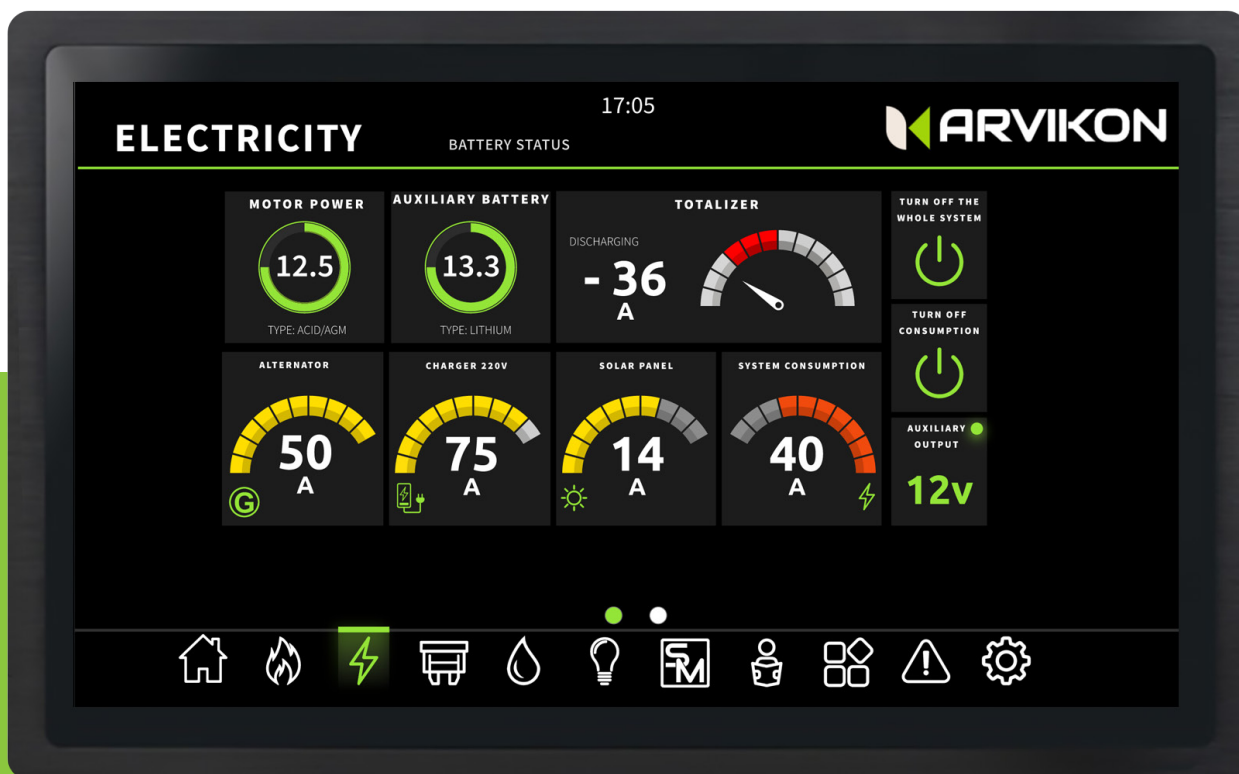 17:05
ELECTRICITY
BATTERY STATUS
ARVIKON
MOTOR POWER
12.5
TYPE: ACID/AGM
AUXILIARY BATTERY
13.3
TYPE: LITHIUM
TOTALIZER
DISCHARGING
- 36
A
TURN OFF THE
WHOLE SYSTEM
TURN OFF
CONSUMPTION
ALTERNATOR
50
A
G
CHARGER 220V
75
A
SOLAR PANEL
14
A
SYSTEM CONSUMPTION
40
A
AUXILIARY
OUTPUT
12v
SM